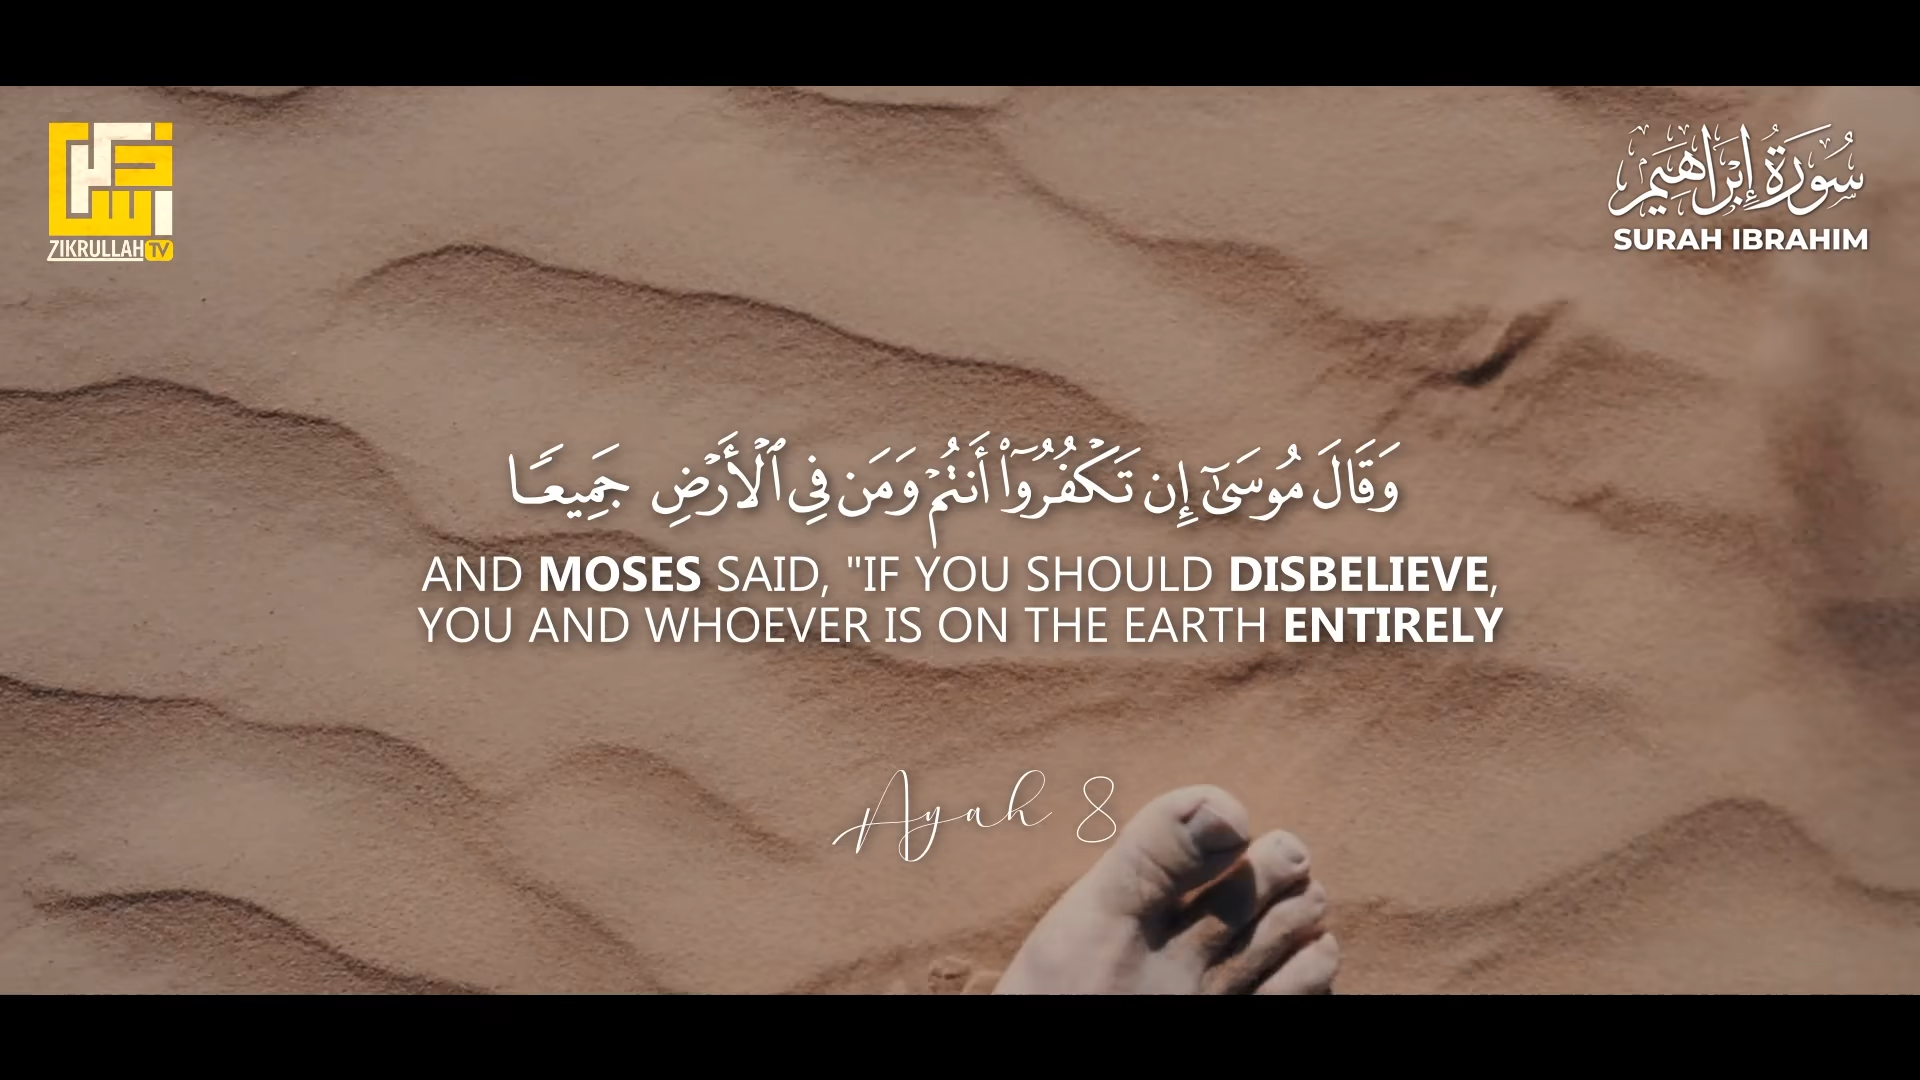 ZIKRULLAH TV
سُورَةُ إِبْرَاهِيم
SURAH IBRAHIM
وَقَالَ مُوسَىٰٓ إِن تَكْفُرُوٓا۟ أَنتُمْ وَمَن فِى ٱلْأَرْضِ جَمِيعًا
AND MOSES SAID, "IF YOU SHOULD DISBELIEVE,
YOU AND WHOEVER IS ON THE EARTH ENTIRELY
Ayah 8